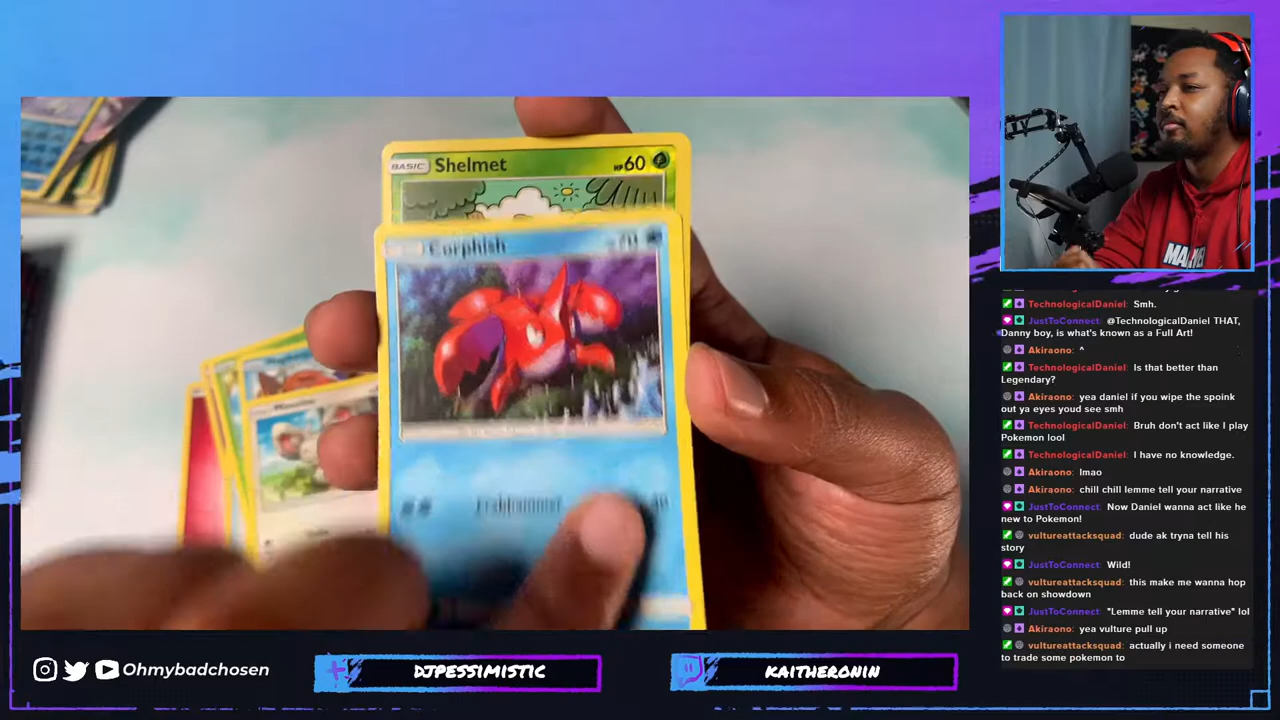 BASIC Shelmet HP60
Corphish 70
Crabhammer 40
TechnologicalDaniel: Smh.
JustToConnect: @TechnologicalDaniel THAT,
Danny boy, is what's known as a Full Art!
Akiraono: ^
TechnologicalDaniel: Is that better than
Legendary?
Akiraono: yea daniel if you wipe the spoink
out ya eyes youd see smh
TechnologicalDaniel: Bruh don't act like I play
Pokemon lool
TechnologicalDaniel: I have no knowledge.
Akiraono: lmao
Akiraono: chill chill lemme tell your narrative
JustToConnect: Now Daniel wanna act like he
new to Pokemon!
vultureattacksquad: dude ak tryna tell his
story
JustToConnect: Wild!
vultureattacksquad: this make me wanna hop
back on showdown
JustToConnect: "Lemme tell your narrative" lol
Akiraono: yea vulture pull up
vultureattacksquad: actually i need someone
to trade some pokemon to
Ohmybadchosen
DJPESSIMISTIC
KAITHERONIN